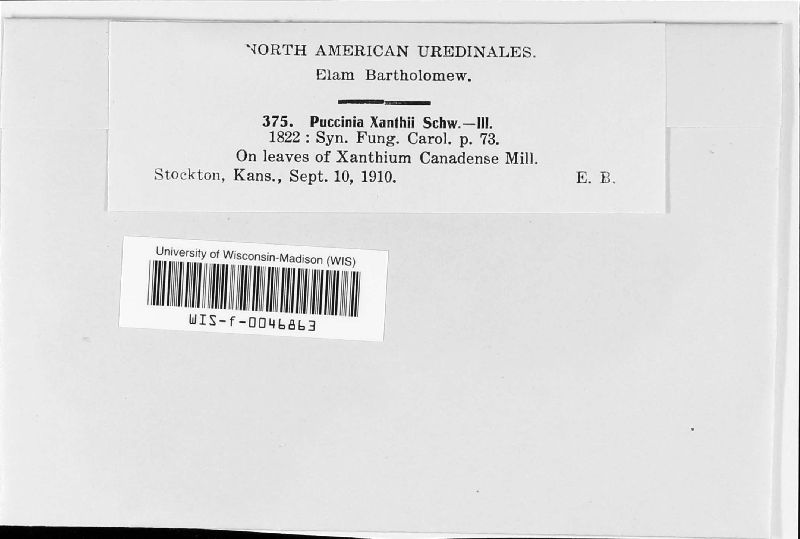 NORTH AMERICAN UREDINALES.
Elam Bartholomew.
375. Puccinia Xanthii Schw.—III.
1822 : Syn. Fung. Carol. p. 73.
On leaves of Xanthium Canadense Mill.
Stockton, Kans., Sept. 10, 1910. E. B.
University of Wisconsin-Madison (WIS)
WIS-f-0046863